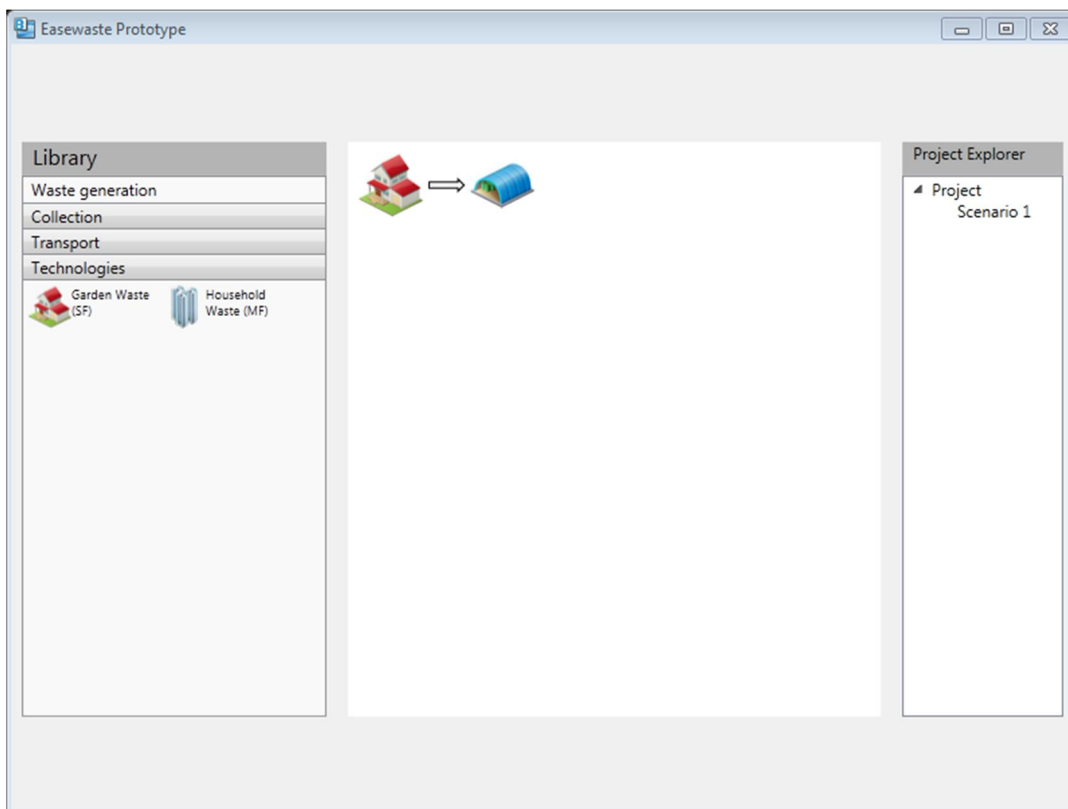 Easewaste Prototype
Library
Waste generation
Collection
Transport
Technologies
Garden Waste
(SF)
Household
Waste (MF)
Project Explorer
Project
Scenario 1